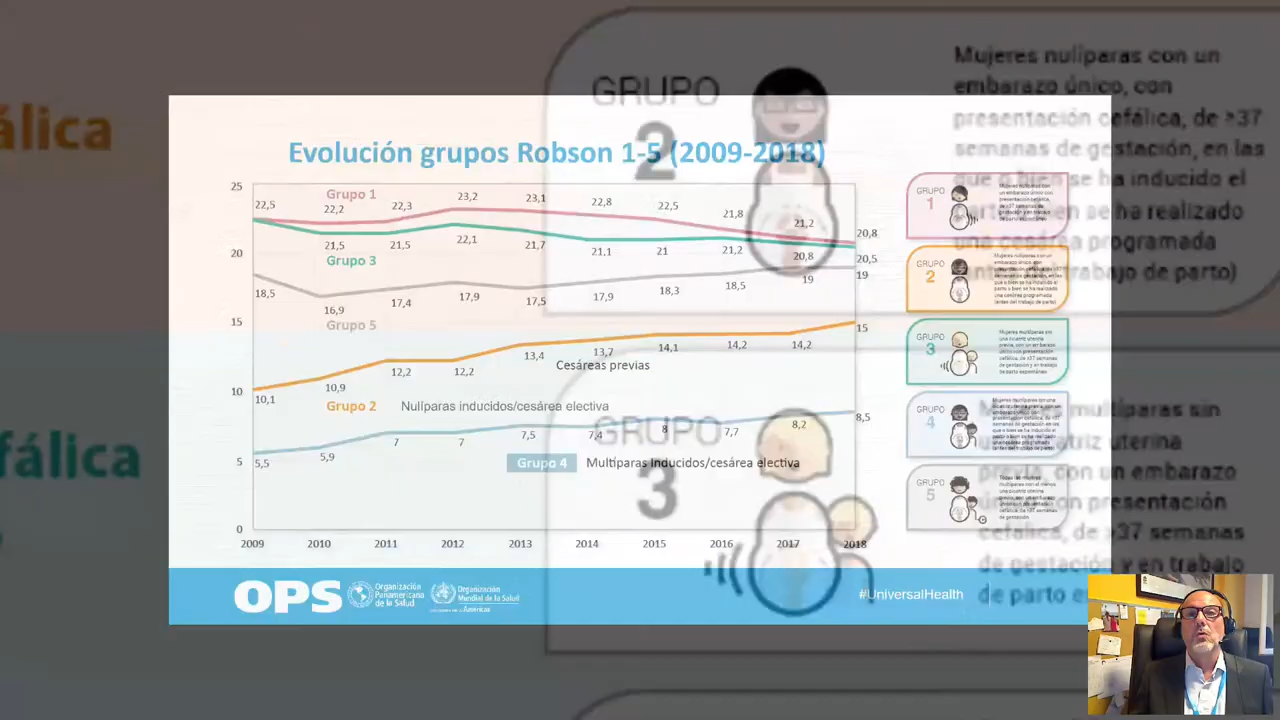 álica
fálica
GRUPO
2
Mujeres nulíparas con un
embarazo único, con
presentación cefálica, de >37
semanas de gestación, en las
que o bien se ha inducido el
parto o bien se ha realizado
una cesárea programada
(antes del trabajo de parto)
GRUPO
3
multíparas sin
cicatriz uterina
previa, con un embarazo
único, con presentación
cefálica, de >37 semanas
de gestación y en trabajo
de parto
Evolución grupos Robson 1-5 (2009-2018)
25
20
15
10
5
0
Grupo 1
22,5 22,2 22,3 23,2 23,1 22,8 22,5 21,8 21,2 20,8
21,5 21,5 22,1 21,7 21,1 21 21,2 20,8 20,5
Grupo 3
18,5 16,9 17,4 17,9 17,5 17,9 18,3 18,5 19 19
Grupo 5
10,1 10,9 12,2 12,2 13,4 13,7 14,1 14,2 14,2 15
Cesáreas previas
Grupo 2 Nulíparas inducidos/cesárea electiva
5,5 5,9 7 7 7,5 7,4 8 7,7 8,2 8,5
Grupo 4 Multíparas inducidos/cesárea electiva
2009 2010 2011 2012 2013 2014 2015 2016 2017 2018
GRUPO
1
GRUPO
2
GRUPO
3
GRUPO
4
GRUPO
5
OPS
Organización
Panamericana
de la Salud
Organización
Mundial de la Salud
Américas
#UniversalHealth